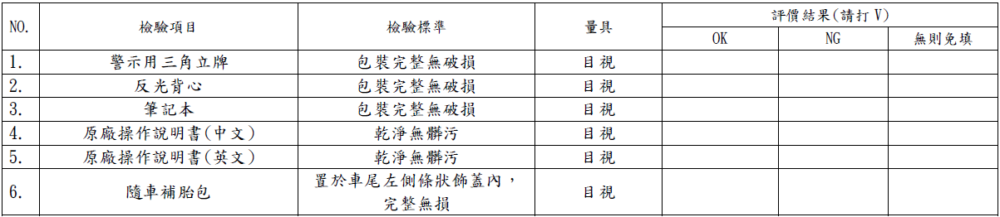 NO. 檢驗項目 檢驗標準 量具 評價結果(請打V)
OK NG 無則免填
1. 警示用三角立牌 包裝完整無破損 目視
2. 反光背心 包裝完整無破損 目視
3. 筆記本 包裝完整無破損 目視
4. 原廠操作說明書(中文) 乾淨無髒污 目視
5. 原廠操作說明書(英文) 乾淨無髒污 目視
6. 隨車補胎包 置於車尾左側條狀飾蓋內， 目視
完整無損